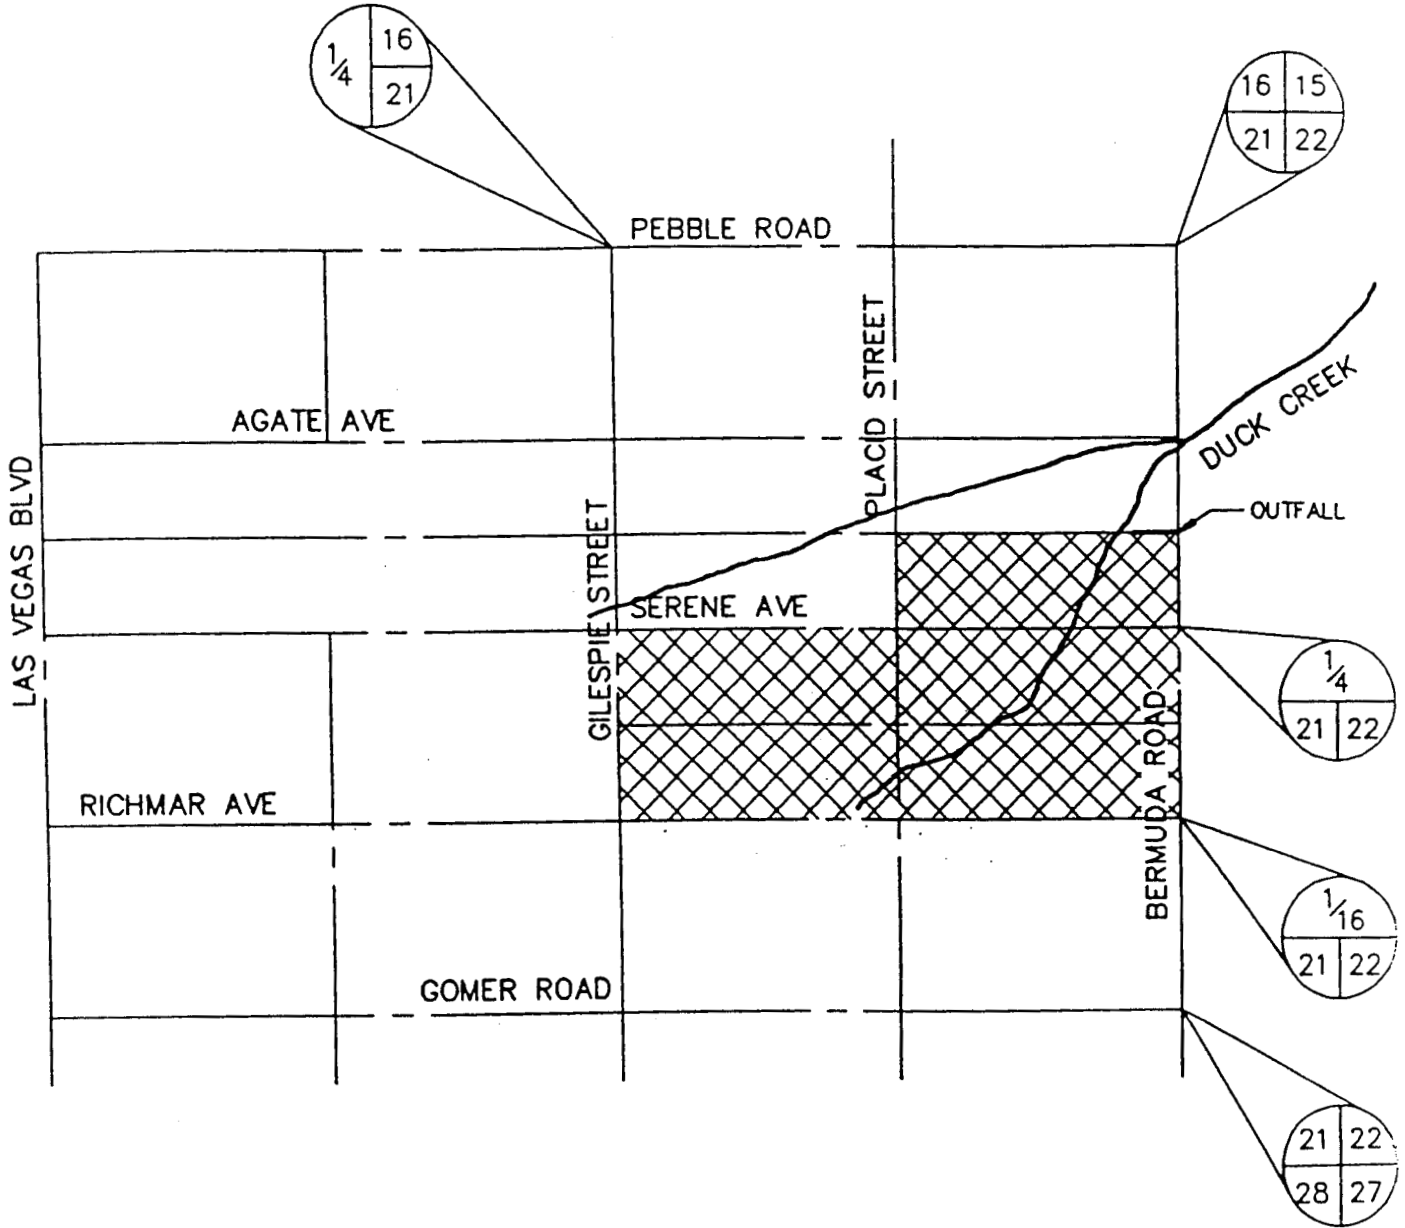 1/4 16
21
16 15
21 22
PEBBLE ROAD
PLACID STREET
DUCK CREEK
AGATE AVE
LAS VEGAS BLVD
GILESPIE STREET
OUTFALL
SERENE AVE
1/4
21 22
BERMUDA ROAD
RICHMAR AVE
1/16
21 22
GOMER ROAD
21 22
28 27